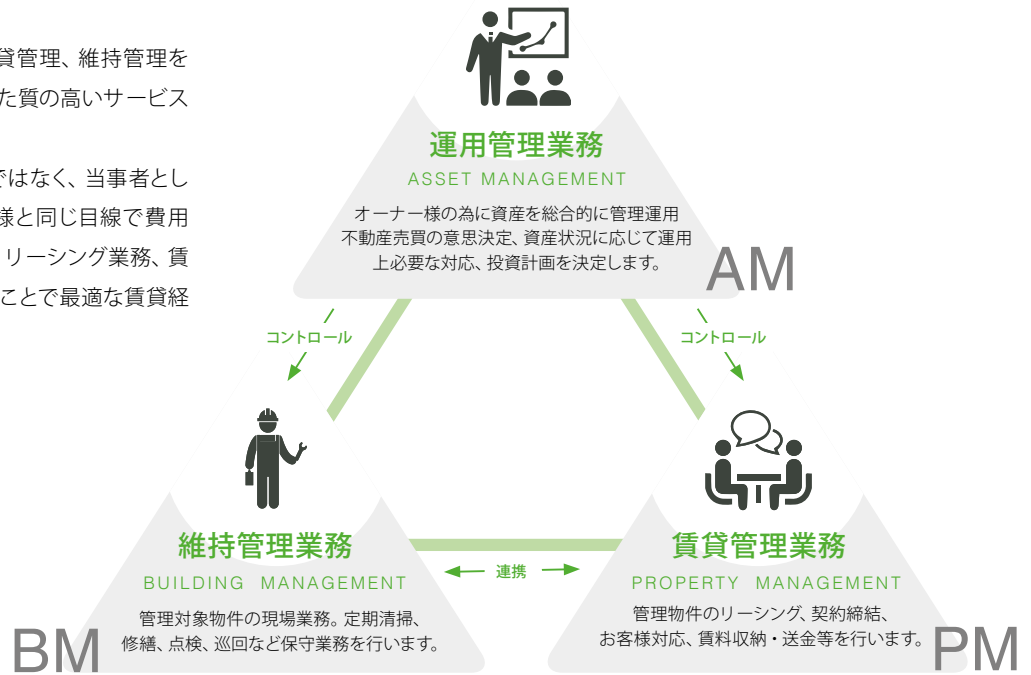 貸管理、維持管理を
た質の高いサービス
ではなく、当事者とし
様と同じ目線で費用
リーシング業務、賃
ことで最適な賃貸経
運用管理業務
ASSET MANAGEMENT
オーナー様の為に資産を総合的に管理運用
不動産売買の意思決定、資産状況に応じて運用
上必要な対応、投資計画を決定します。
AM
コントロール
コントロール
維持管理業務
BUILDING MANAGEMENT
管理対象物件の現場業務。定期清掃、
修繕、点検、巡回など保守業務を行います。
BM
連携
賃貸管理業務
PROPERTY MANAGEMENT
管理物件のリーシング、契約締結、
お客様対応、賃料収納・送金等を行います。
PM